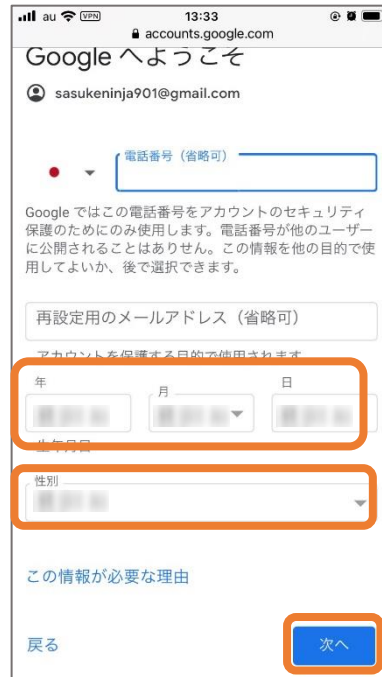 au VPN 13:33
accounts.google.com
Google へようこそ
sasukeninja901@gmail.com
電話番号（省略可）
Google ではこの電話番号をアカウントのセキュリティ
保護のためにのみ使用します。電話番号が他のユーザー
に公開されることはありせん。この情報を他の目的で使
用してよいか、後で選択できます。
再設定用のメールアドレス（省略可）
アカウントを保護する目的で使用されます
年 月 日
生年月日
性別
この情報が必要な理由
戻る 次へ